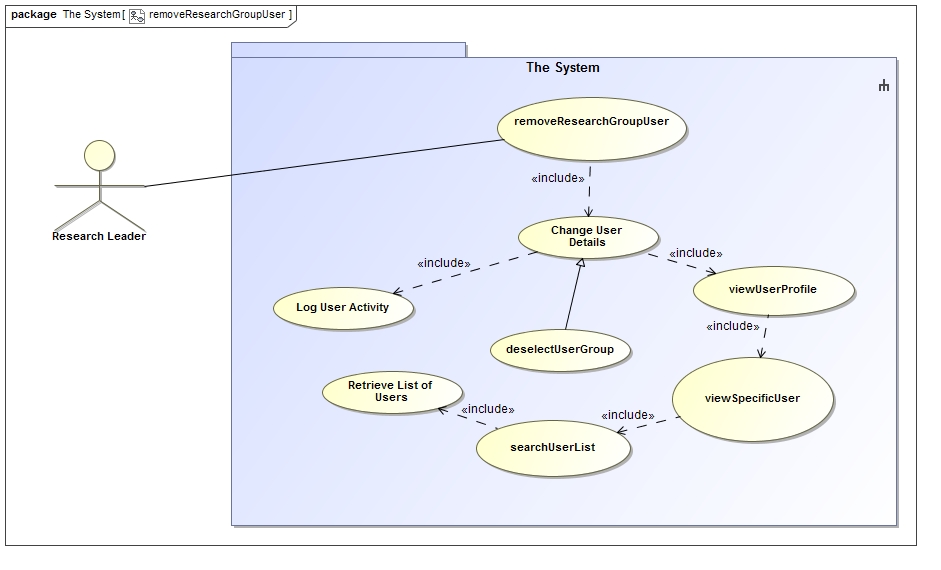 package The System[ removeResearchGroupUser ]
The System
removeResearchGroupUser
«include»
Change User
Details
«include»
«include»
Research Leader
viewUserProfile
Log User Activity
«include»
deselectUserGroup
Retrieve List of
Users
viewSpecificUser
«include»
«include»
searchUserList